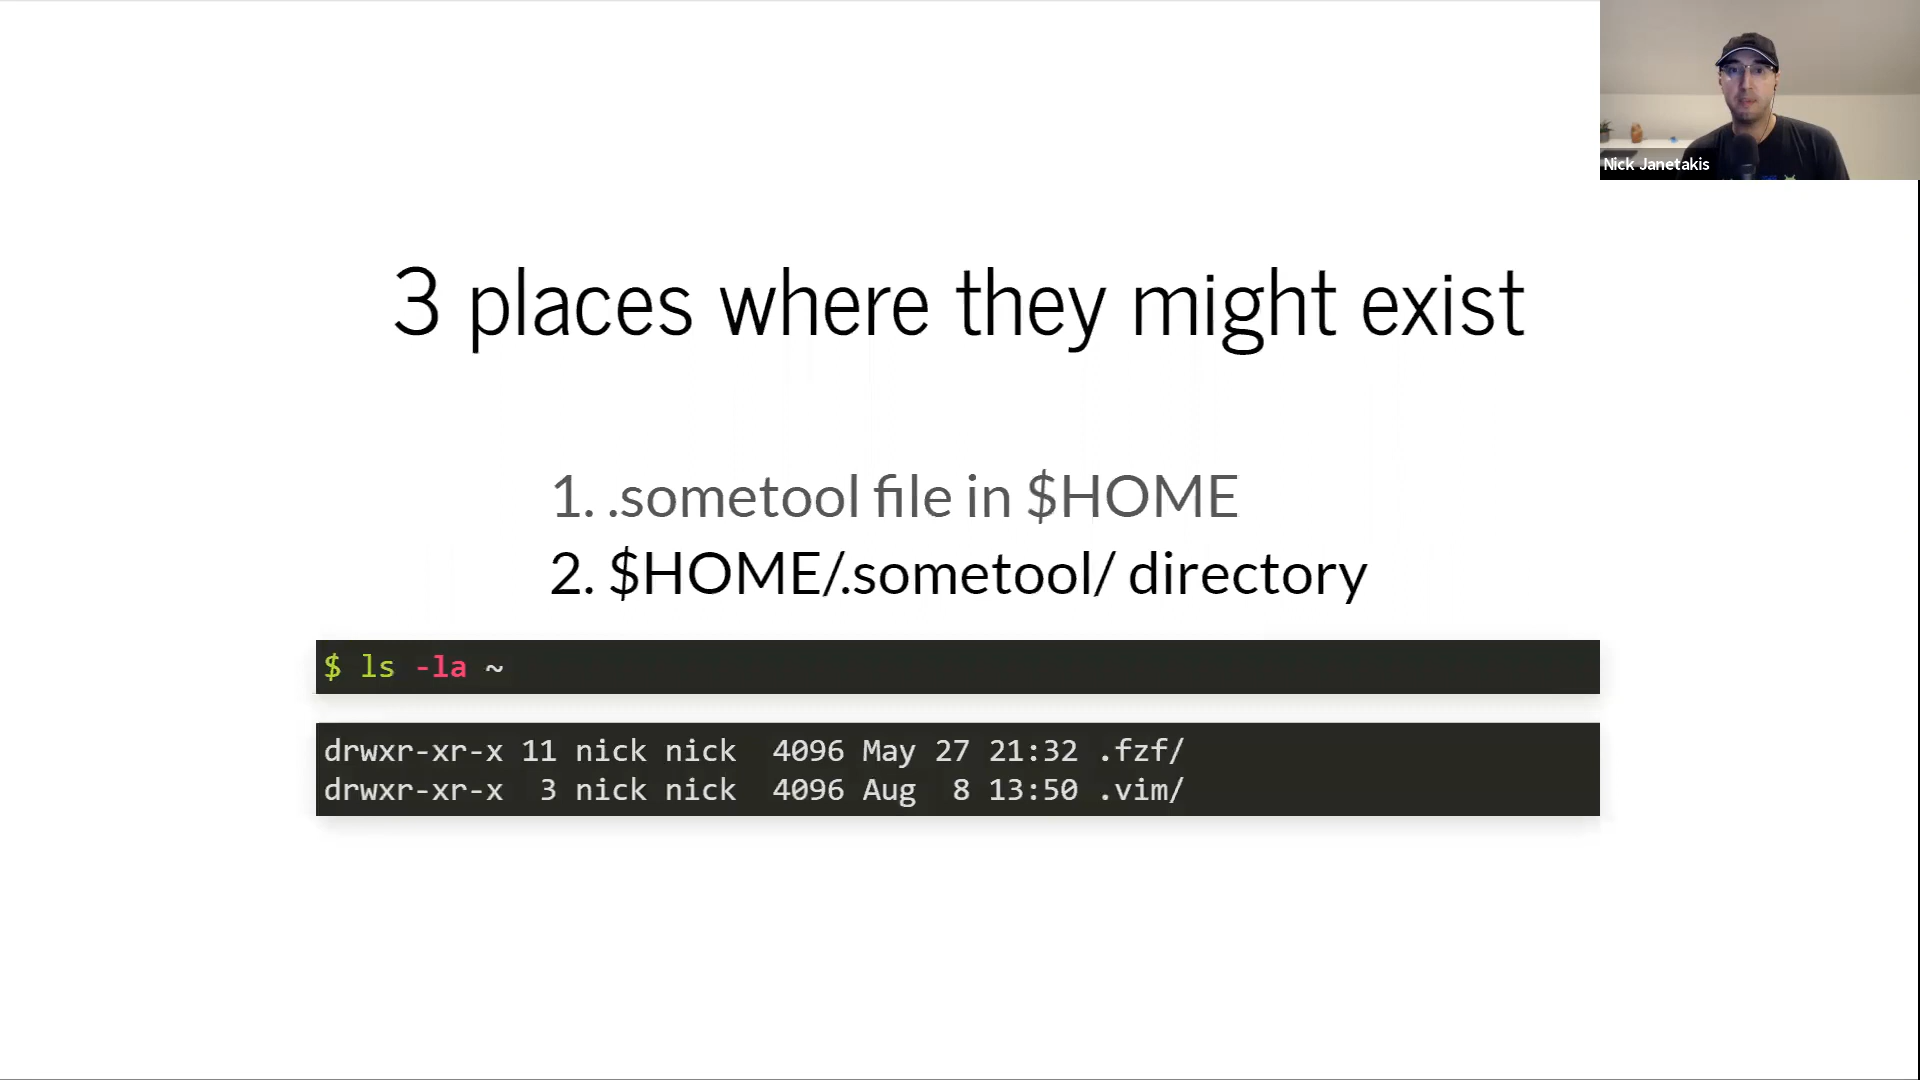 Nick Janetakis
3 places where they might exist
1. .sometool file in $HOME
2. $HOME/.sometool/ directory
$ ls -la ~
drwxr-xr-x 11 nick nick  4096 May 27 21:32 .fzf/
drwxr-xr-x  3 nick nick  4096 Aug  8 13:50 .vim/